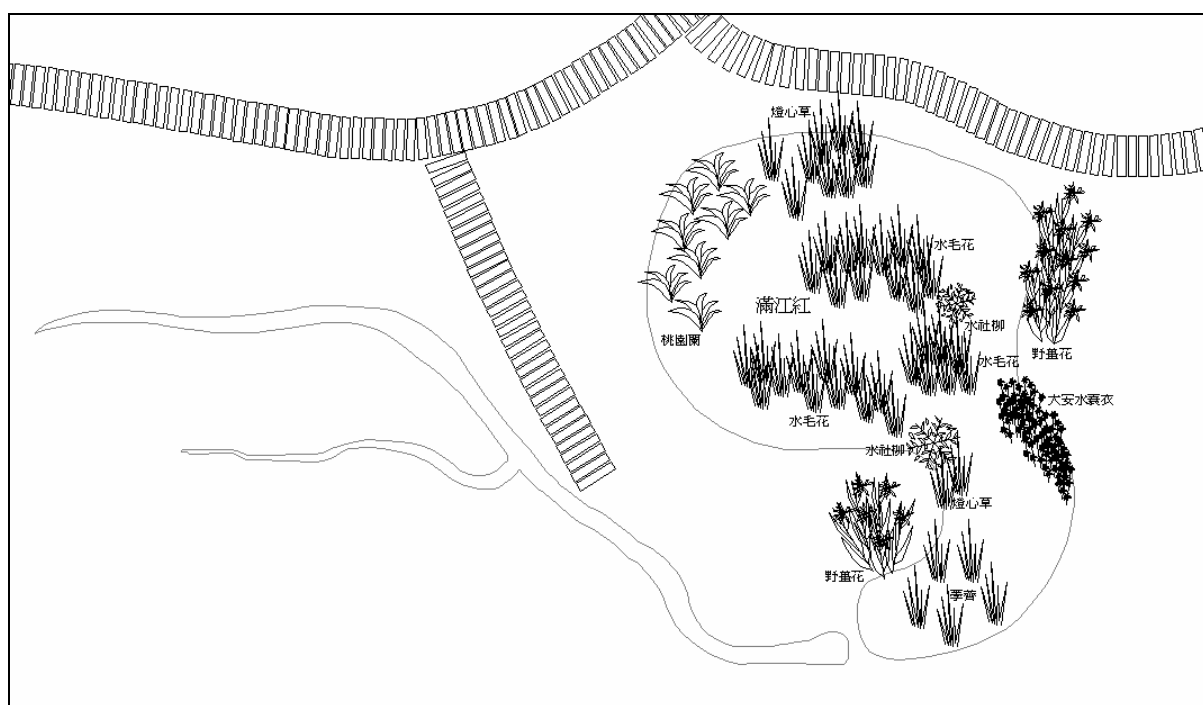 燈心草
水毛花
滿江紅
水社柳
桃園蘭
水毛花
野薑花
大安水蓑衣
水毛花
水社柳
燈心草
野薑花
荸薺